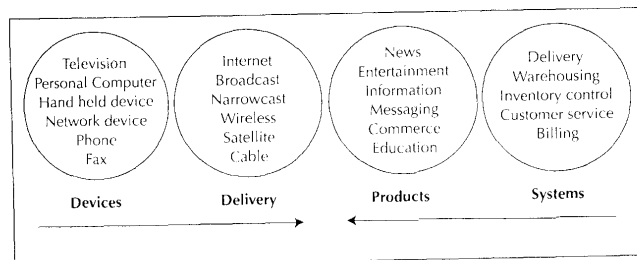 Television
Personal Computer
Hand held device
Network device
Phone
Fax
Internet
Broadcast
Narrowcast
Wireless
Satellite
Cable
News
Entertainment
Information
Messaging
Commerce
Education
Delivery
Warehousing
Inventory control
Customer service
Billing
Devices
Delivery
Products
Systems